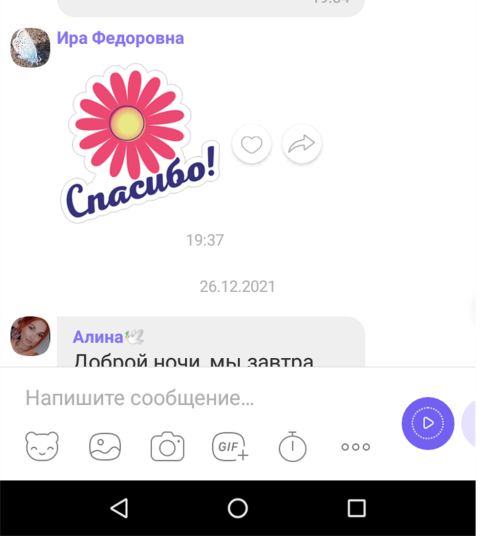 Ира Федоровна
Спасибо!
19:37
26.12.2021
Алина
Доброй ночи, мы завтра
Напишите сообщение...
GIF